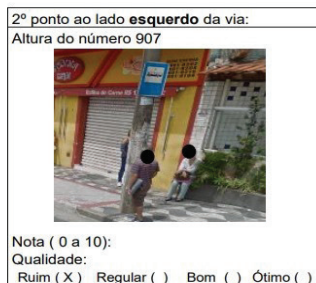 2º ponto ao lado esquerdo da via:
Altura do número 907
Nota ( 0 a 10):
Qualidade:
Ruim ( X ) Regular ( ) Bom ( ) Ótimo ( )